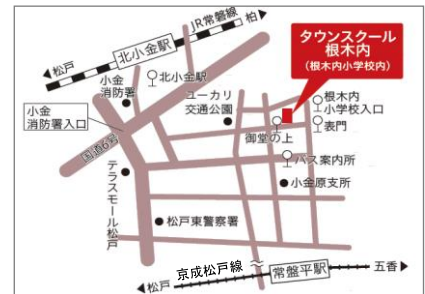 JR常磐線
柏
北小金駅
松戸
タウンスクール
根木内
(根木内小学校内)
小金
消防署
北小金駅
ユーカリ
交通公園
根木内
小学校入口
表門
小金
消防署入口
御堂の上
バス案内所
国道6号
小金原支所
テラスモール松戸
松戸東警察署
京成松戸線
常盤平駅
五香
松戸